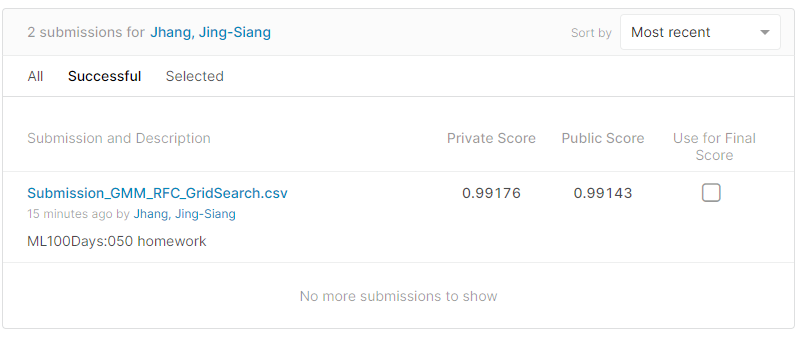 2 submissions for Jhang, Jing-Siang
Sort by Most recent
All Successful Selected
Submission and Description Private Score Public Score Use for Final
Score
Submission_GMM_RFC_GridSearch.csv 0.99176 0.99143
15 minutes ago by Jhang, Jing-Siang
ML100Days:050 homework
No more submissions to show